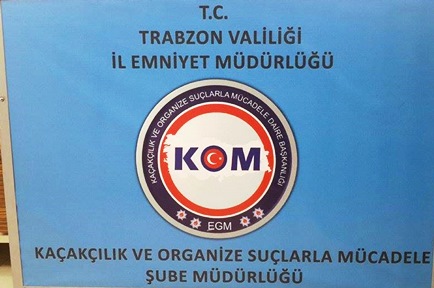 T.C.
TRABZON VALİLİĞİ
İL EMNİYET MÜDÜRLÜĞÜ
KAÇAKÇILIK VE ORGANİZE SUÇLARLA MÜCADELE DAİRE BAŞKANLIĞI
KOM
EGM
KAÇAKÇILIK VE ORGANİZE SUÇLARLA MÜCADELE
ŞUBE MÜDÜRLÜĞÜ